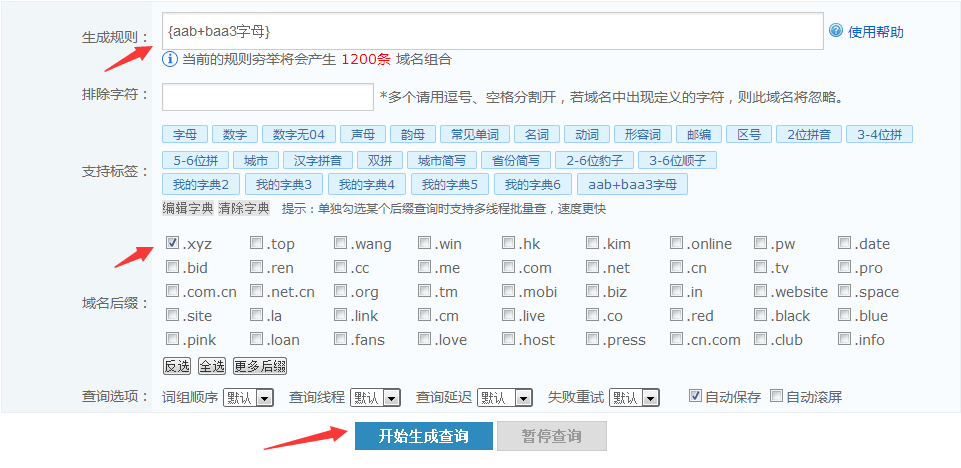 生成规则： {aab+baa3字母} 使用帮助
当前的规则穷举将会产生 1200条 域名组合
排除字符： *多个请用逗号、空格分割开，若域名中出现定义的字符，则此域名将忽略。
支持标签：
字母 数字 数字无04 声母 韵母 常见单词 名词 动词 形容词 邮编 区号 2位拼音 3-4位拼
5-6位拼 城市 汉字拼音 双拼 城市简写 省份简写 2-6位豹子 3-6位顺子
我的字典2 我的字典3 我的字典4 我的字典5 我的字典6 aab+baa3字母
编辑字典 清除字典 提示：单独勾选某个后缀查询时支持多线程批量查，速度更快
域名后缀：
.xyz .top .wang .win .hk .kim .online .pw .date
.bid .ren .cc .me .com .net .cn .tv .pro
.com.cn .net.cn .org .tm .mobi .biz .in .website .space
.site .la .link .cm .live .co .red .black .blue
.pink .loan .fans .love .host .press .cn.com .club .info
反选 全选 更多后缀
查询选项： 词组顺序 默认 查询线程 默认 查询延迟 默认 失败重试 默认 自动保存 自动滚屏
开始生成查询 暂停查询